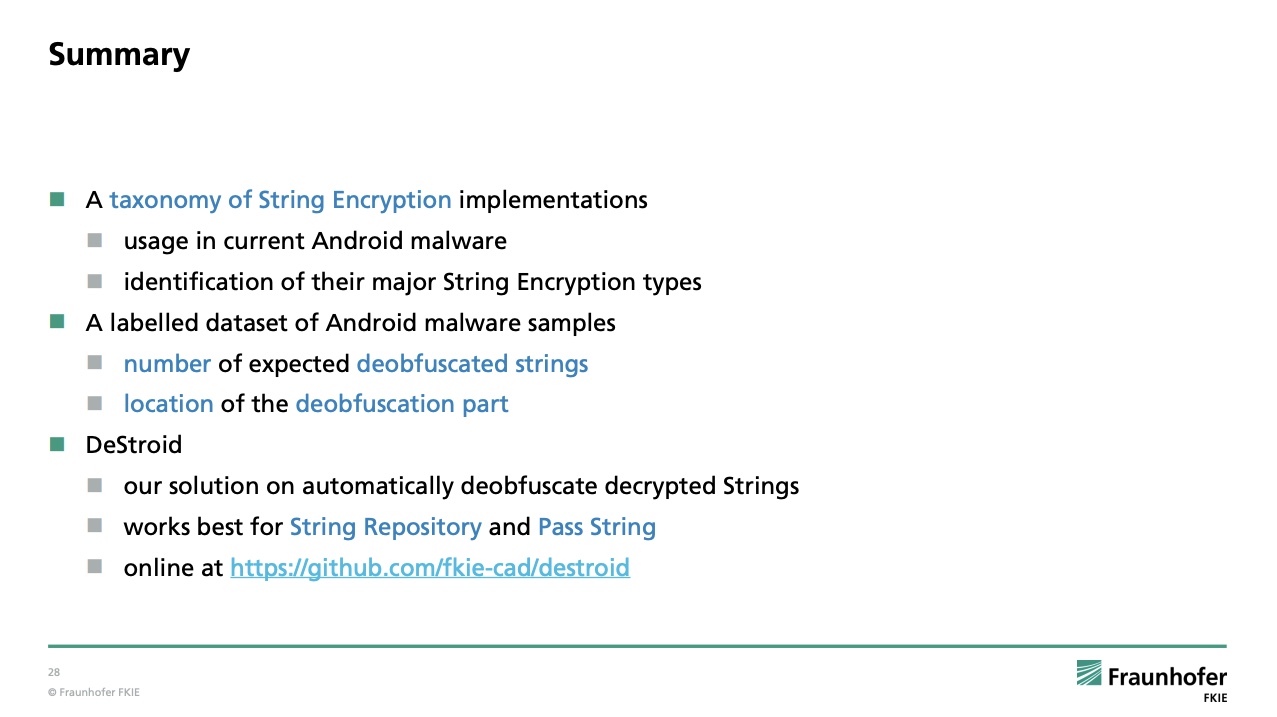 Summary
A taxonomy of String Encryption implementations
usage in current Android malware
identification of their major String Encryption types
A labelled dataset of Android malware samples
number of expected deobfuscated strings
location of the deobfuscation part
DeStroid
our solution on automatically deobfuscate decrypted Strings
works best for String Repository and Pass String
online at https://github.com/fkie-cad/destroid
28
© Fraunhofer FKIE
Fraunhofer
FKIE